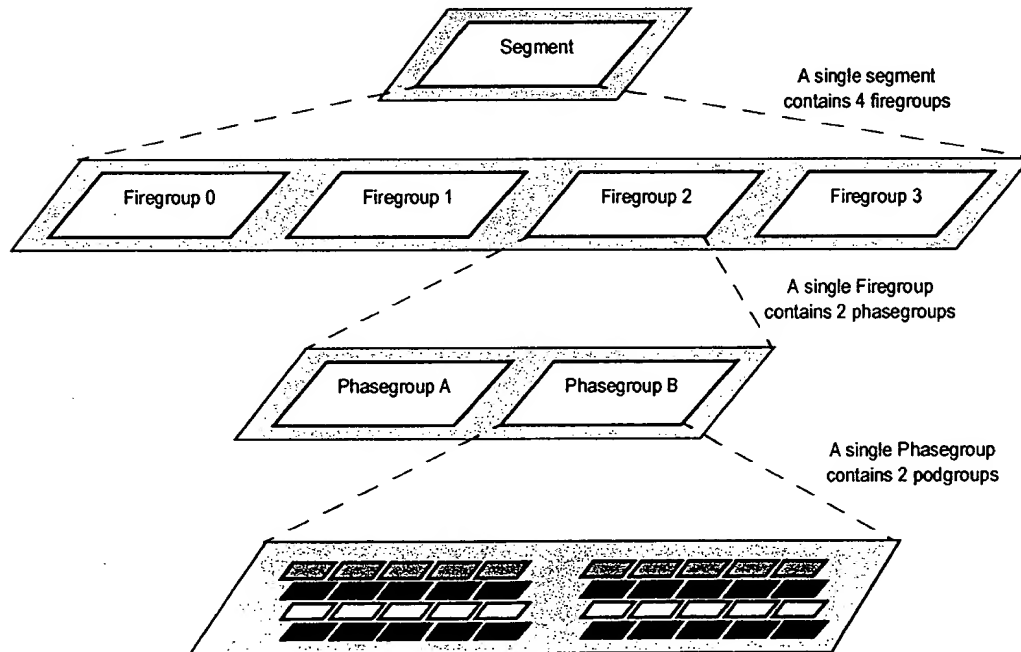 Segment
A single segment
contains 4 firegroups
Firegroup 0
Firegroup 1
Firegroup 2
Firegroup 3
A single Firegroup
contains 2 phasegroups
Phasegroup A
Phasegroup B
A single Phasegroup
contains 2 podgroups